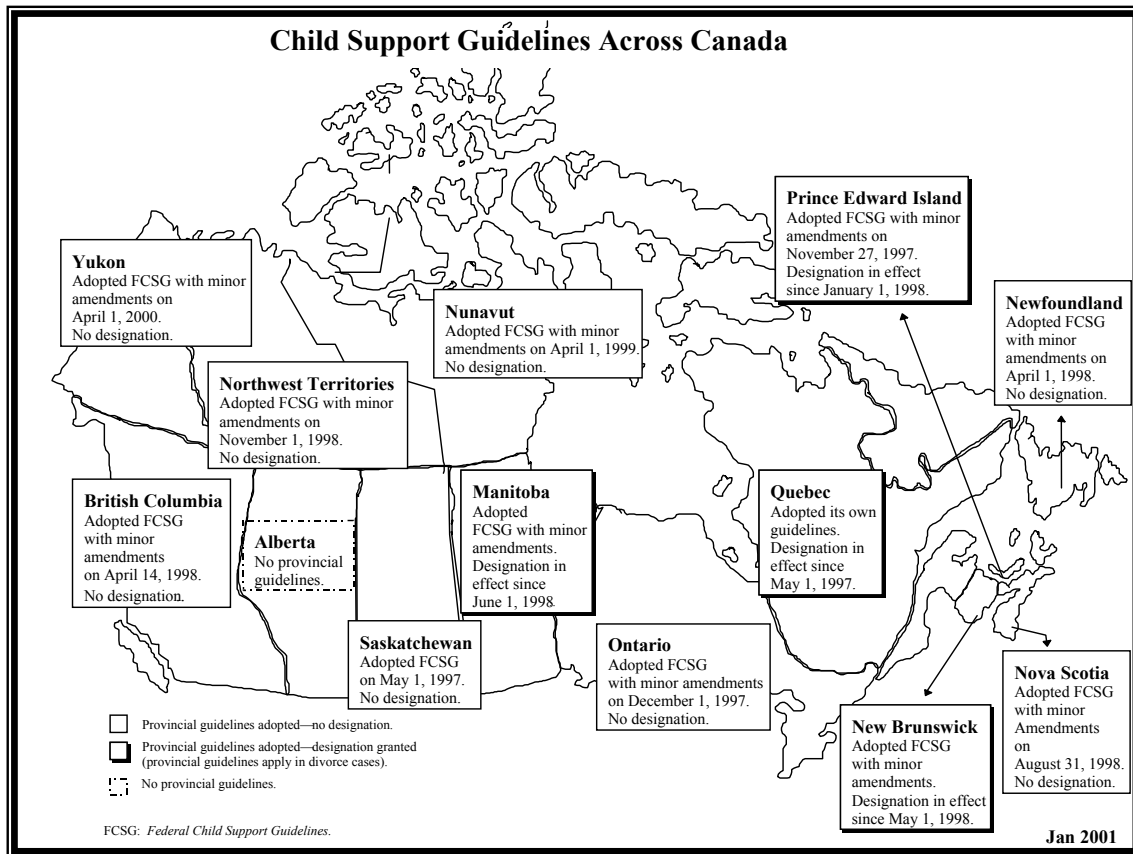 Child Support Guidelines Across Canada
Prince Edward Island
Adopted FCSG with minor
amendments on
November 27, 1997.
Designation in effect
since January 1, 1998.
Yukon
Adopted FCSG with minor
amendments on
April 1, 2000.
No designation.
Nunavut
Adopted FCSG with minor
amendments on April 1, 1999.
No designation.
Newfoundland
Adopted FCSG
with minor
amendments on
April 1, 1998.
No designation.
Northwest Territories
Adopted FCSG with minor
amendments on
November 1, 1998.
No designation.
British Columbia
Adopted FCSG
with minor
amendments
on April 14, 1998.
No designation.
Alberta
No provincial
guidelines.
Manitoba
Adopted
FCSG with minor
amendments.
Designation in
effect since
June 1, 1998.
Quebec
Adopted its own
guidelines.
Designation in
effect since
May 1, 1997.
Saskatchewan
Adopted FCSG
on May 1, 1997.
No designation.
Ontario
Adopted FCSG
with minor amendments
on December 1, 1997.
No designation.
Nova Scotia
Adopted FCSG
with minor
Amendments
on
August 31, 1998.
No designation.
New Brunswick
Adopted FCSG
with minor
amendments.
Designation in effect
since May 1, 1998.
Provincial guidelines adopted—no designation.
Provincial guidelines adopted—designation granted
(provincial guidelines apply in divorce cases).
No provincial guidelines.
FCSG: Federal Child Support Guidelines.
Jan 2001